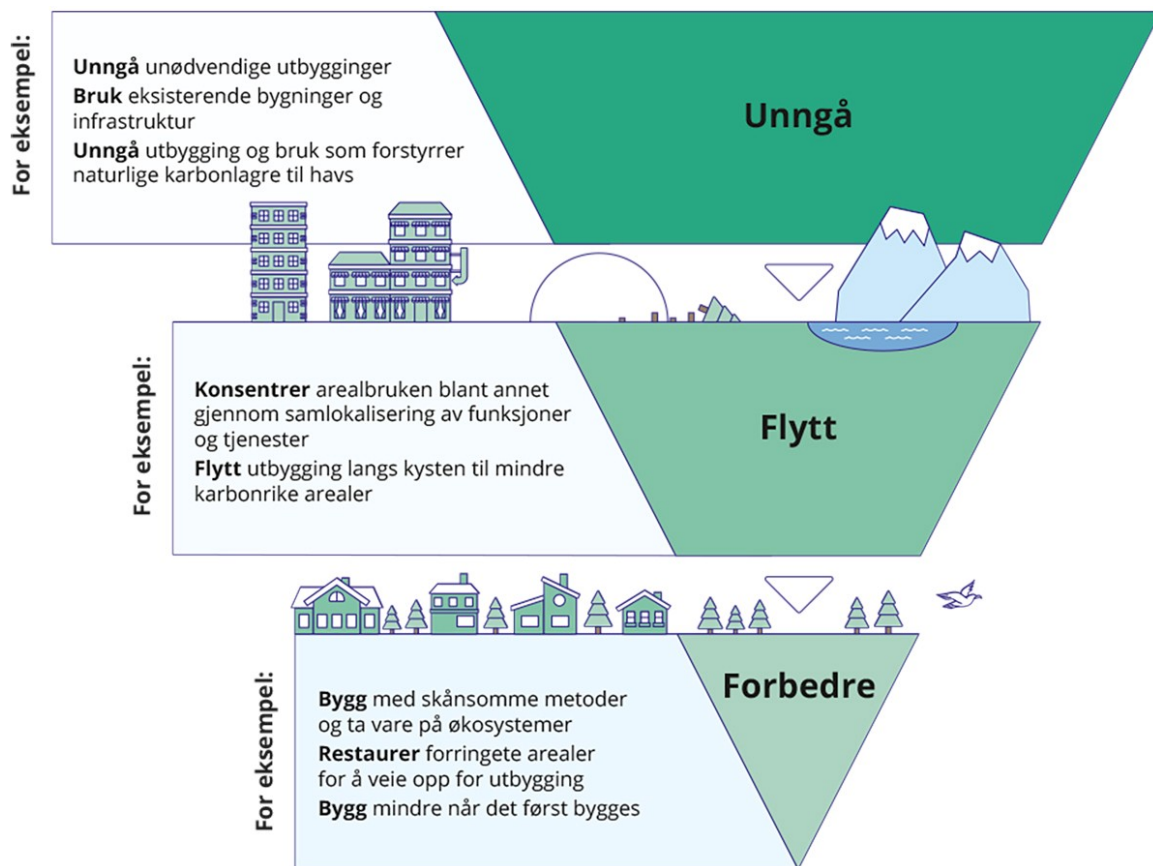 For eksempel:
Unngå unødvendige utbygginger
Bruk eksisterende bygninger og
infrastruktur
Unngå utbygging og bruk som forstyrrer
naturlige karbonlagre til havs
Unngå
For eksempel:
Konsentrer arealbruken blant annet
gjennom samlokalisering av funksjoner
og tjenester
Flytt utbygging langs kysten til mindre
karbonrike arealer
Flytt
For eksempel:
Bygg med skånsomme metoder
og ta vare på økosystemer
Restaurer forringete arealer
for å veie opp for utbygging
Bygg mindre når det først bygges
Forbedre